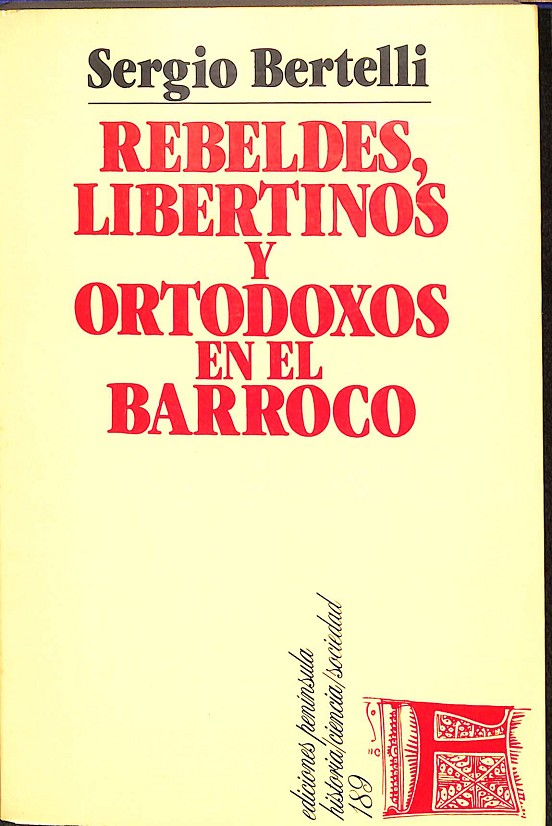 Sergio Bertelli
REBELDES,
LIBERTINOS
Y
ORTODOXOS
EN EL
BARROCO
ediciones/península
historia/ciencia/sociedad
189